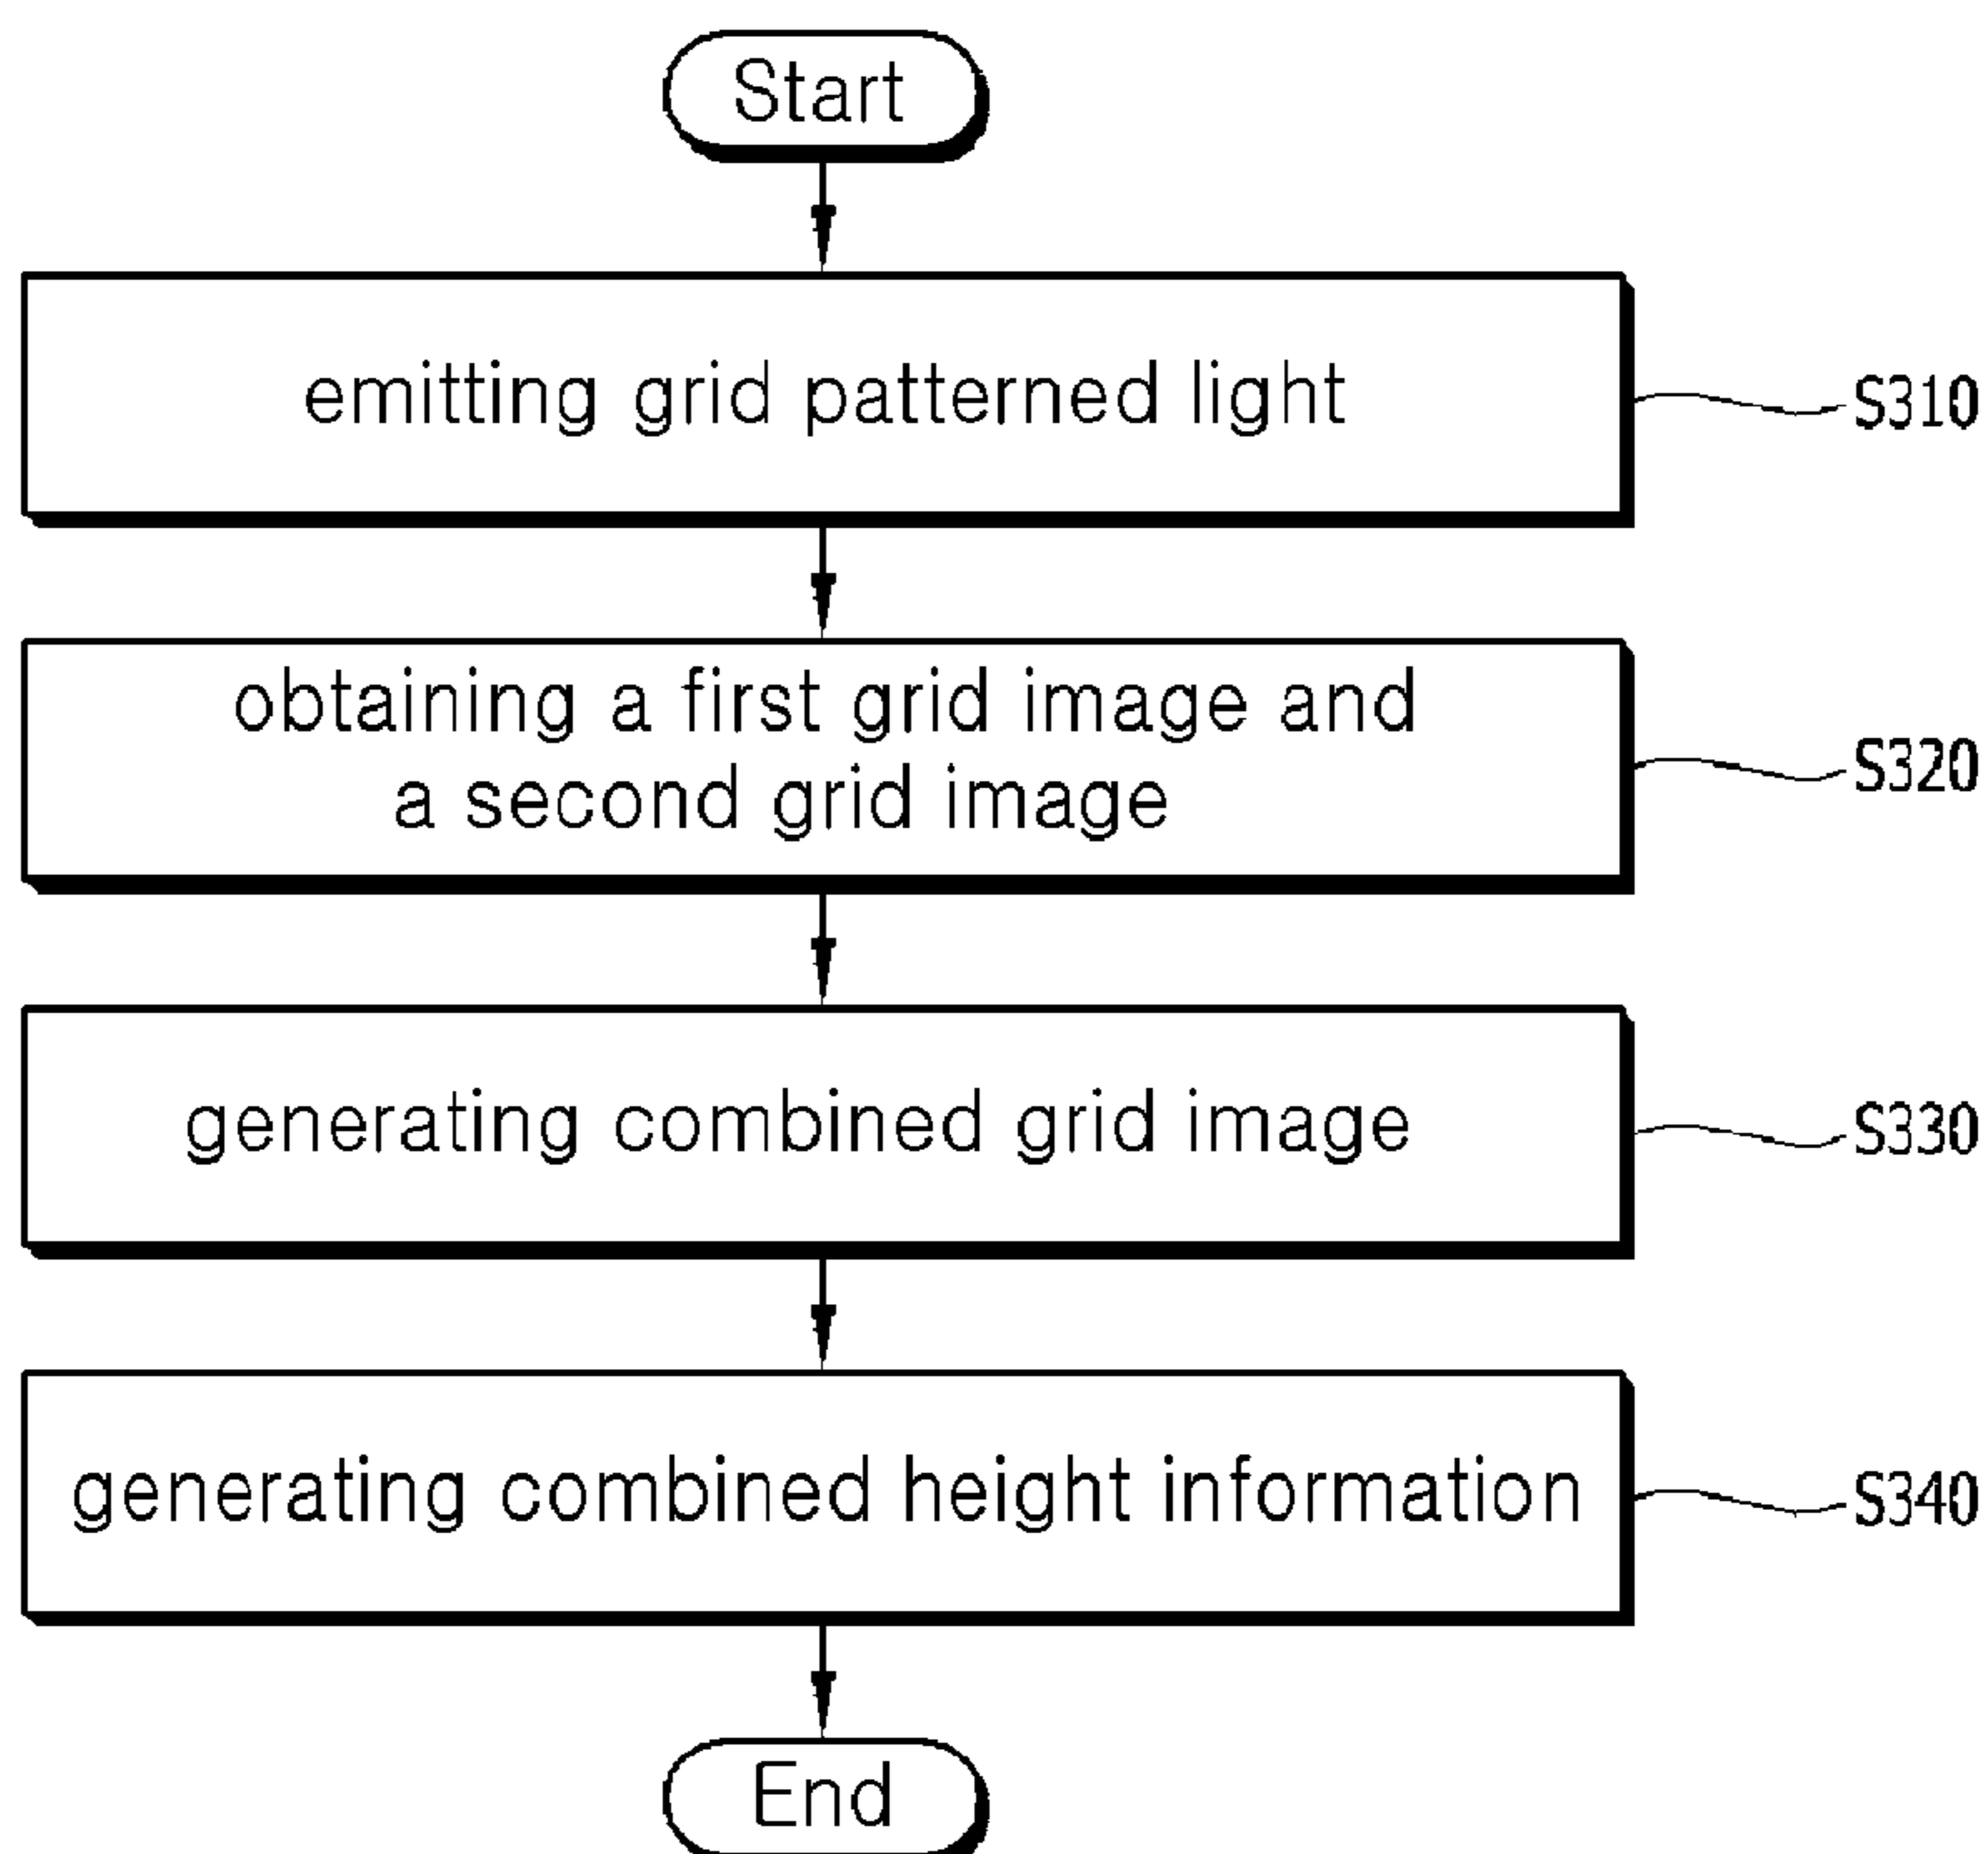 Start
emitting grid patterned light
S310
obtaining a first grid image and
a second grid image
S320
generating combined grid image
S330
generating combined height information
S340
End